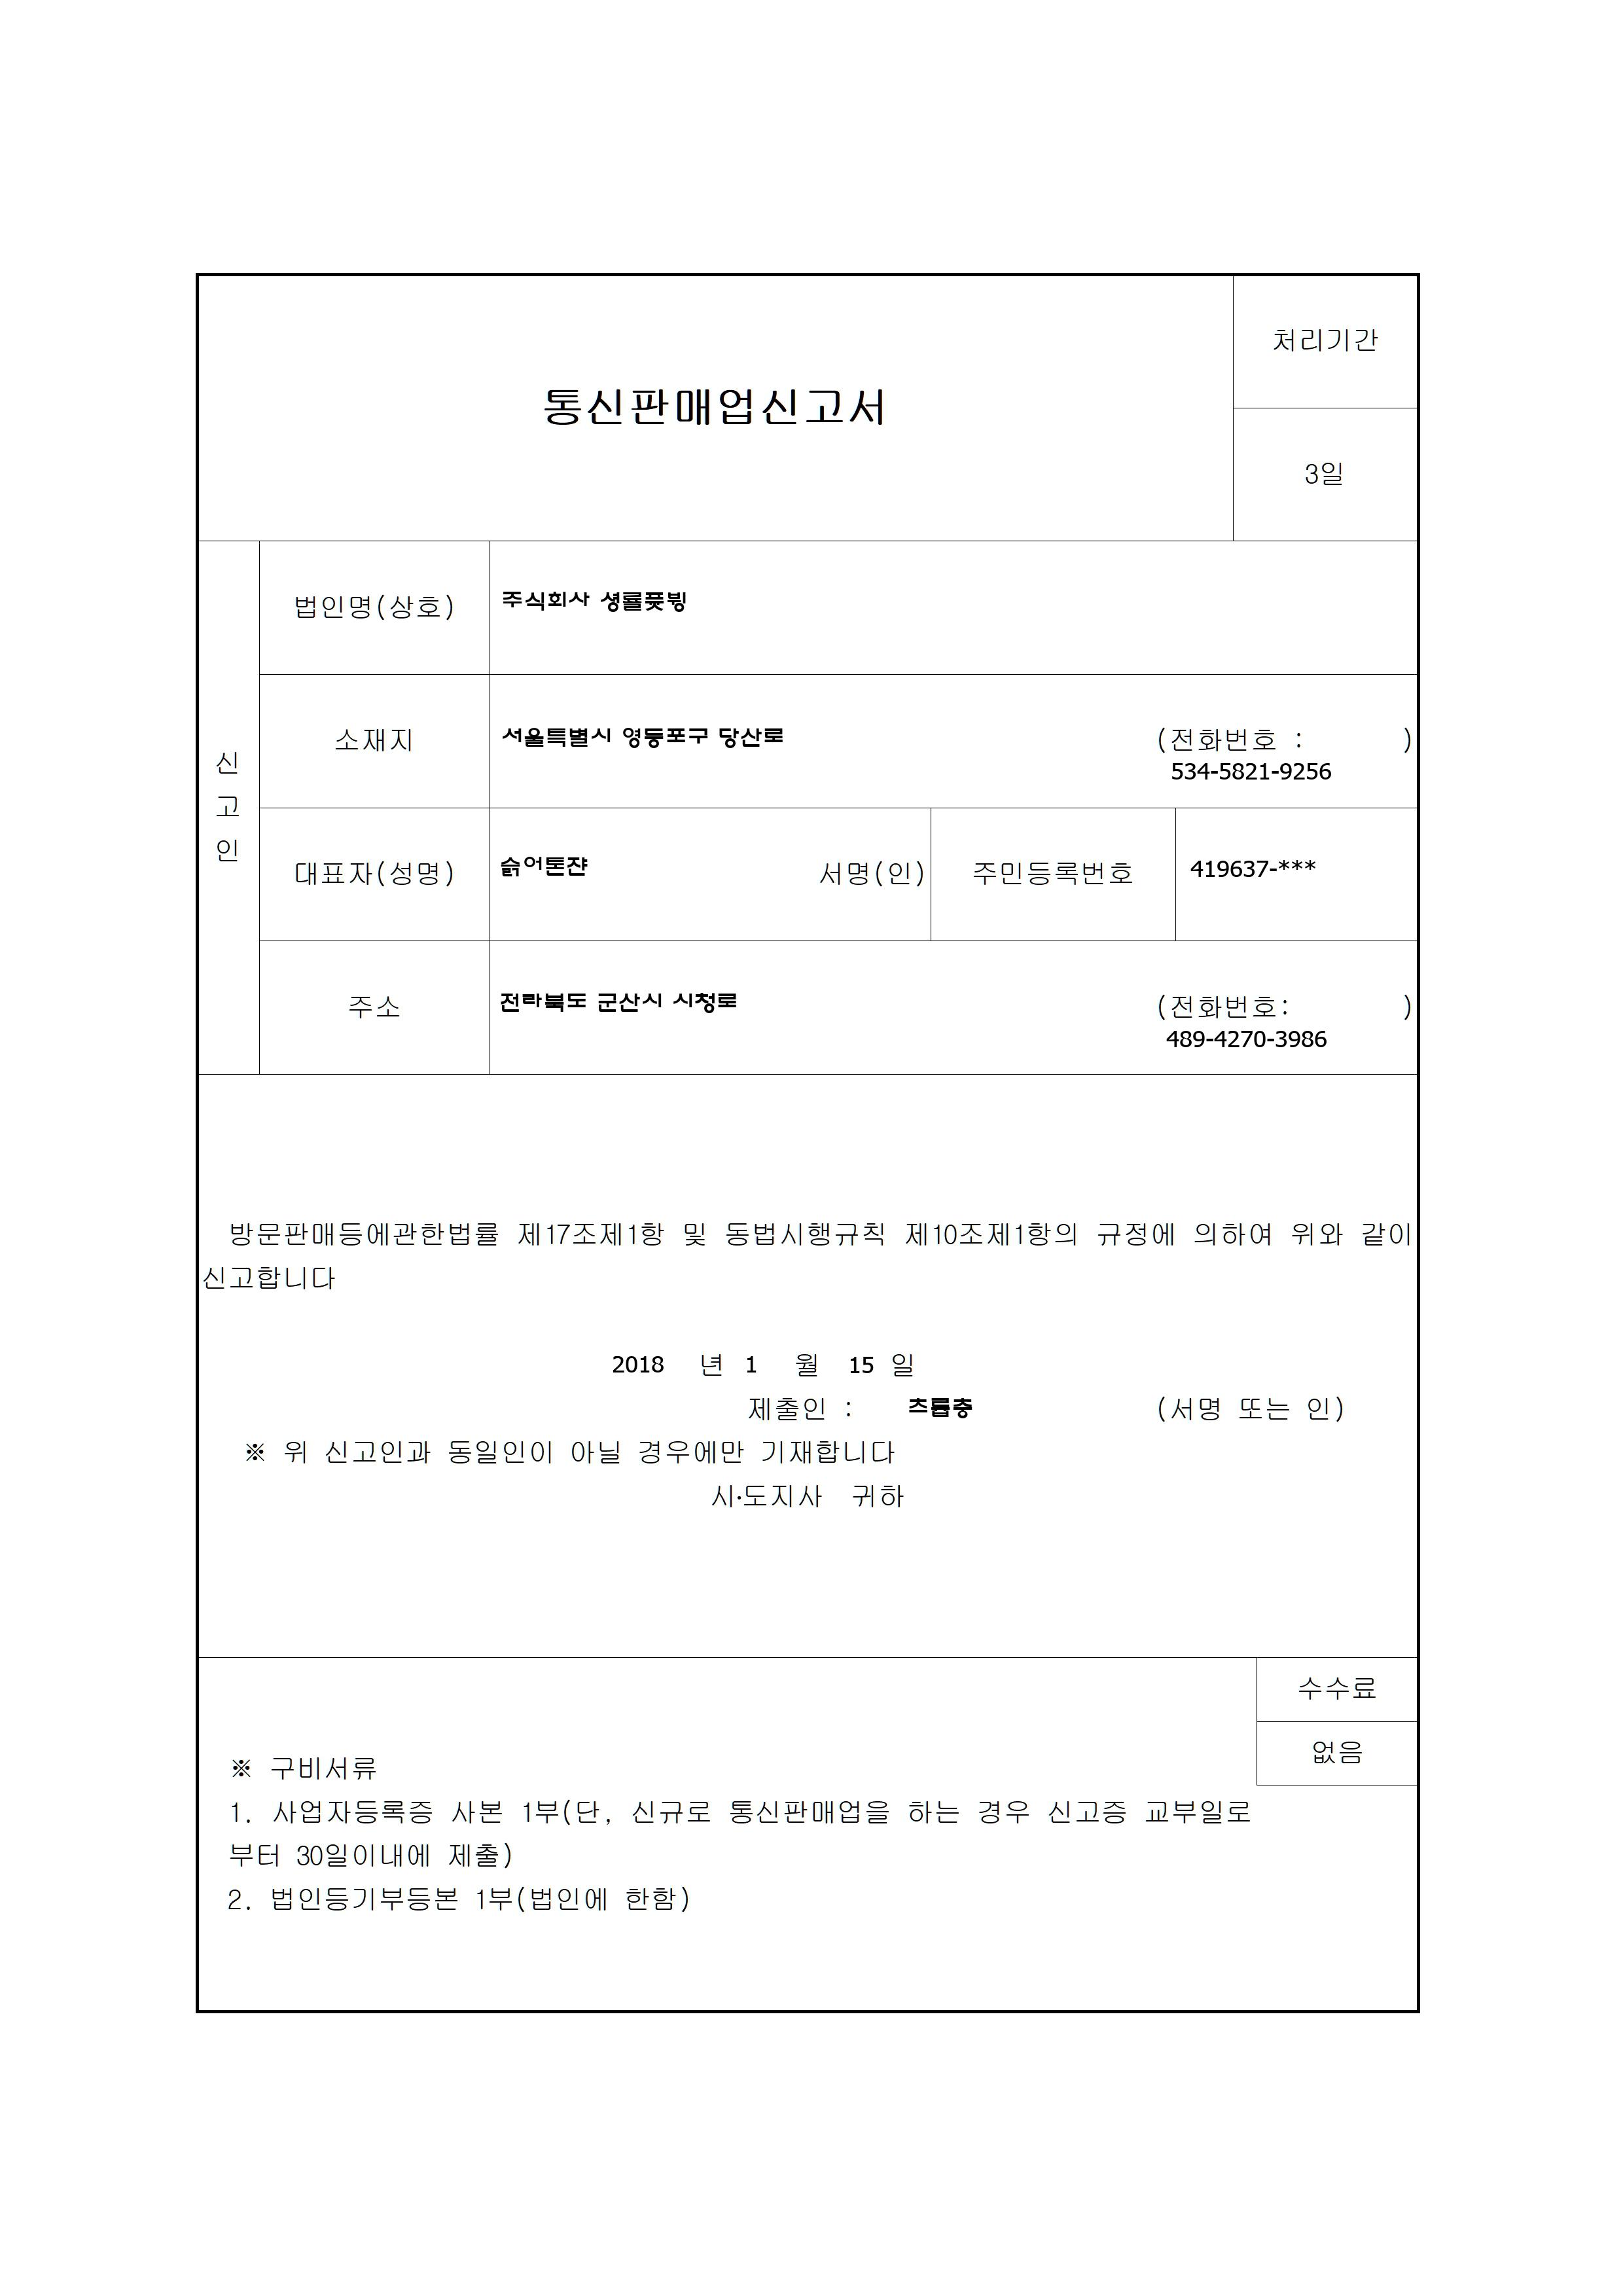 통신판매업신고서
처리기간
3일
신고인
법인명(상호)
주식회사
소재지
서울특별시 영등포구 당산로
(전화번호 : )
534-5821-9256
대표자(성명)
서명(인)
주민등록번호
419637-***
주소
전라북도 군산시 시청로
(전화번호: )
489-4270-3986
방문판매등에관한법률 제17조제1항 및 동법시행규칙 제10조제1항의 규정에 의하여 위와 같이
신고합니다
2018 년 1 월 15 일
제출인 : (서명 또는 인)
※ 위 신고인과 동일인이 아닐 경우에만 기재합니다
시·도지사 귀하
수수료
없음
※ 구비서류
1. 사업자등록증 사본 1부(단, 신규로 통신판매업을 하는 경우 신고증 교부일로
부터 30일이내에 제출)
2. 법인등기부등본 1부(법인에 한함)